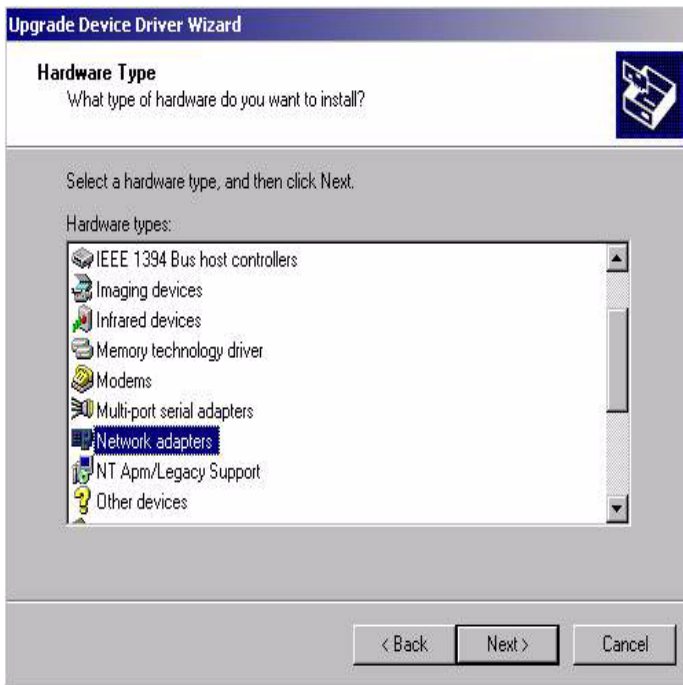 Upgrade Device Driver Wizard
Hardware Type
What type of hardware do you want to install?
Select a hardware type, and then click Next.
Hardware types:
IEEE 1394 Bus host controllers
Imaging devices
Infrared devices
Memory technology driver
Modems
Multi-port serial adapters
Network adapters
NT Apm/Legacy Support
Other devices
< Back
Next >
Cancel